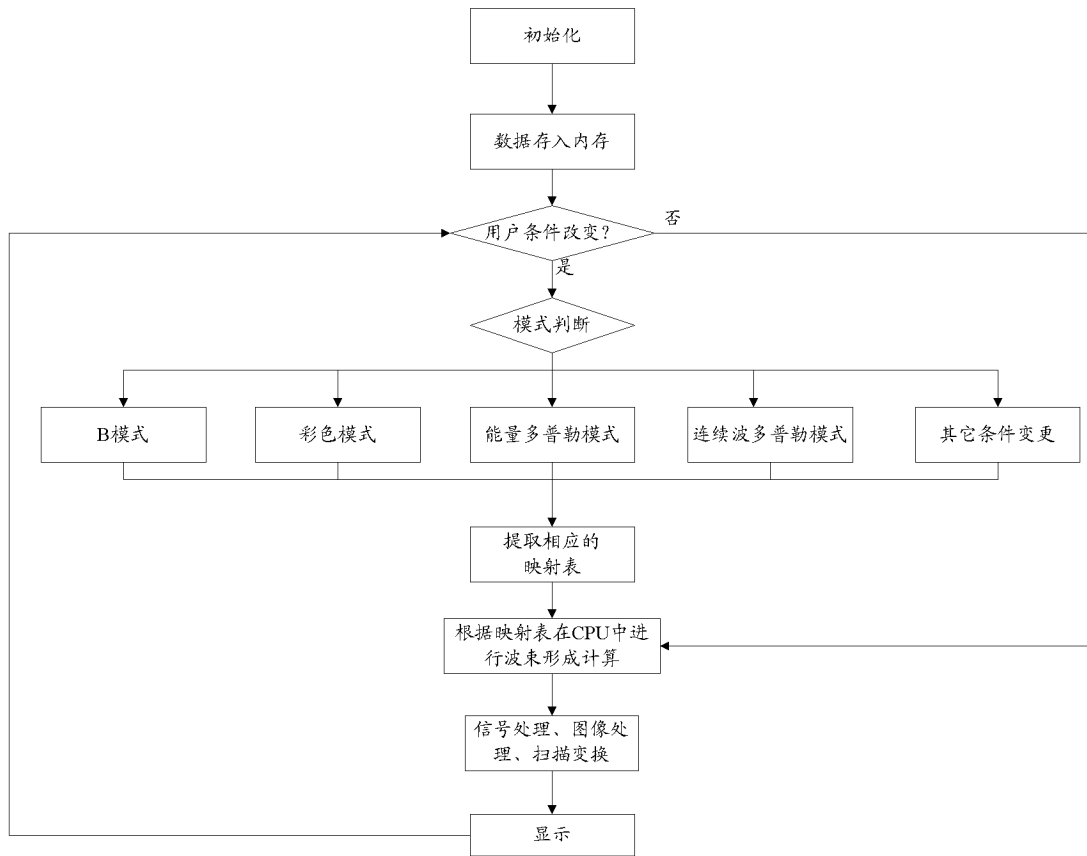 初始化
数据存入内存
用户条件改变?
否
是
模式判断
B模式
彩色模式
能量多普勒模式
连续波多普勒模式
其它条件变更
提取相应的
映射表
根据映射表在CPU中进
行波束形成计算
信号处理、图像处
理、扫描变换
显示